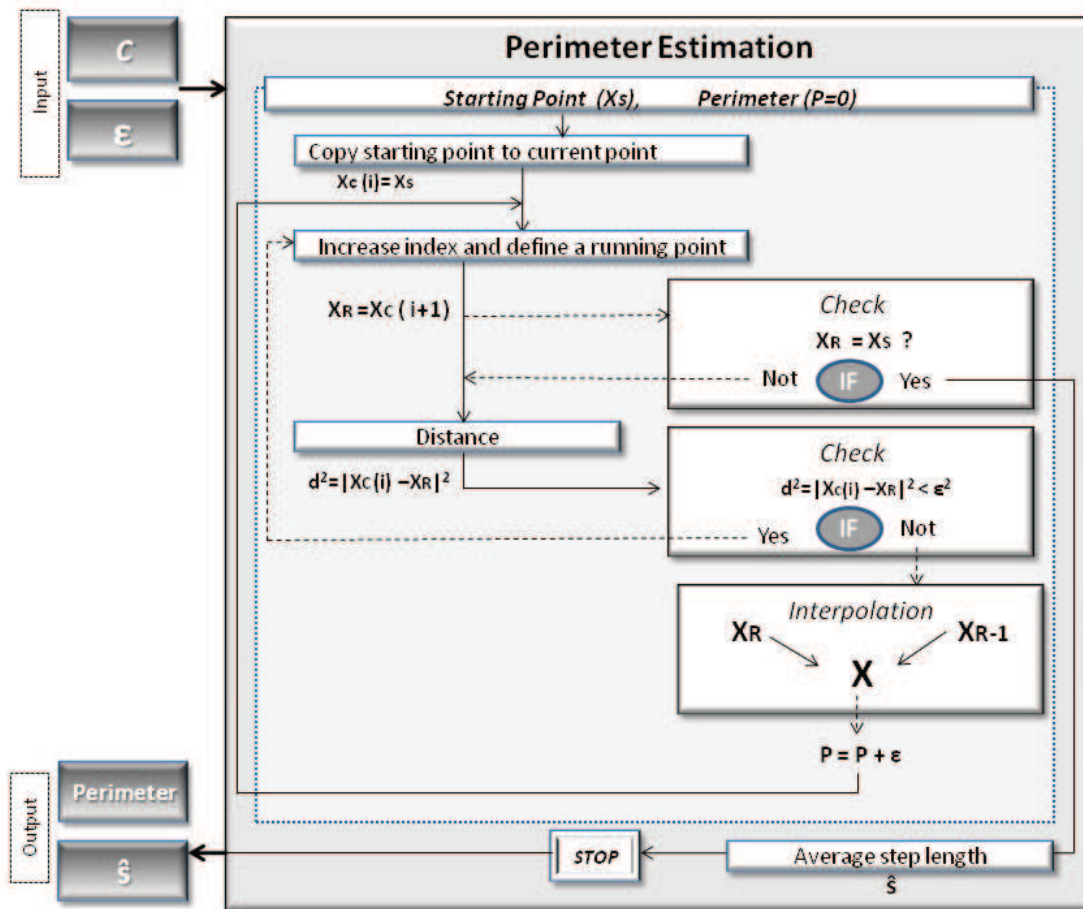 Input
C
ε
Perimeter Estimation
Starting Point (Xs), Perimeter (P=0)
Copy starting point to current point
Xc (i)= Xs
Increase index and define a running point
XR =XC ( i+1)
Check
XR = XS ?
Not IF Yes
Distance
d²=|XC(i) –XR|²
Check
d²=|Xc(i) –XR|² < ε²
Yes IF Not
Interpolation
XR XR-1
X
P = P + ε
Output
Perimeter
ŝ
STOP
Average step length
ŝ